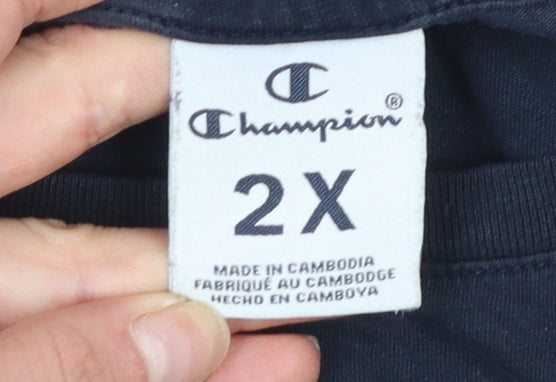 Champion®
2X
MADE IN CAMBODIA
FABRIQUÉ AU CAMBODGE
HECHO EN CAMBOYA